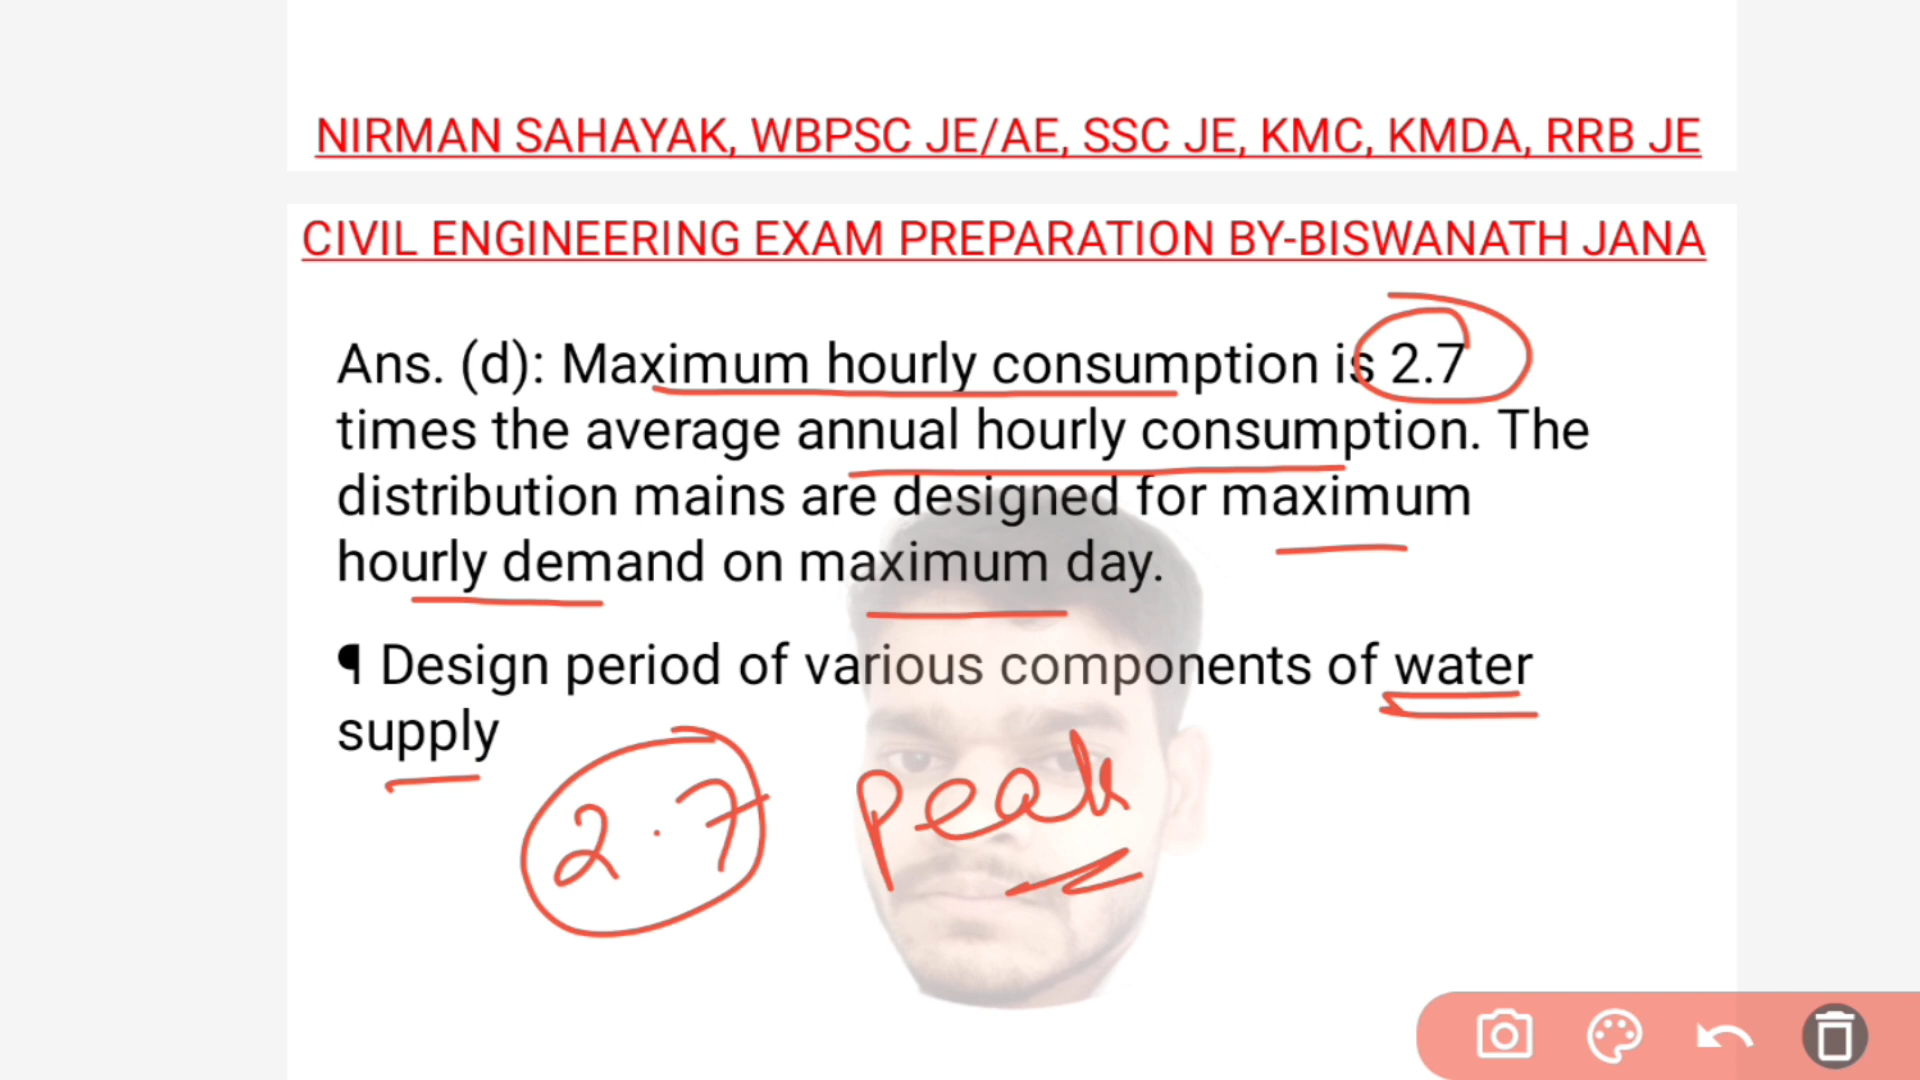 NIRMAN SAHAYAK, WBPSC JE/AE, SSC JE, KMC, KMDA, RRB JE
CIVIL ENGINEERING EXAM PREPARATION BY-BISWANATH JANA
Ans. (d): Maximum hourly consumption is 2.7
times the average annual hourly consumption. The
distribution mains are designed for maximum
hourly demand on maximum day.
¶ Design period of various components of water
supply
2.7 peak